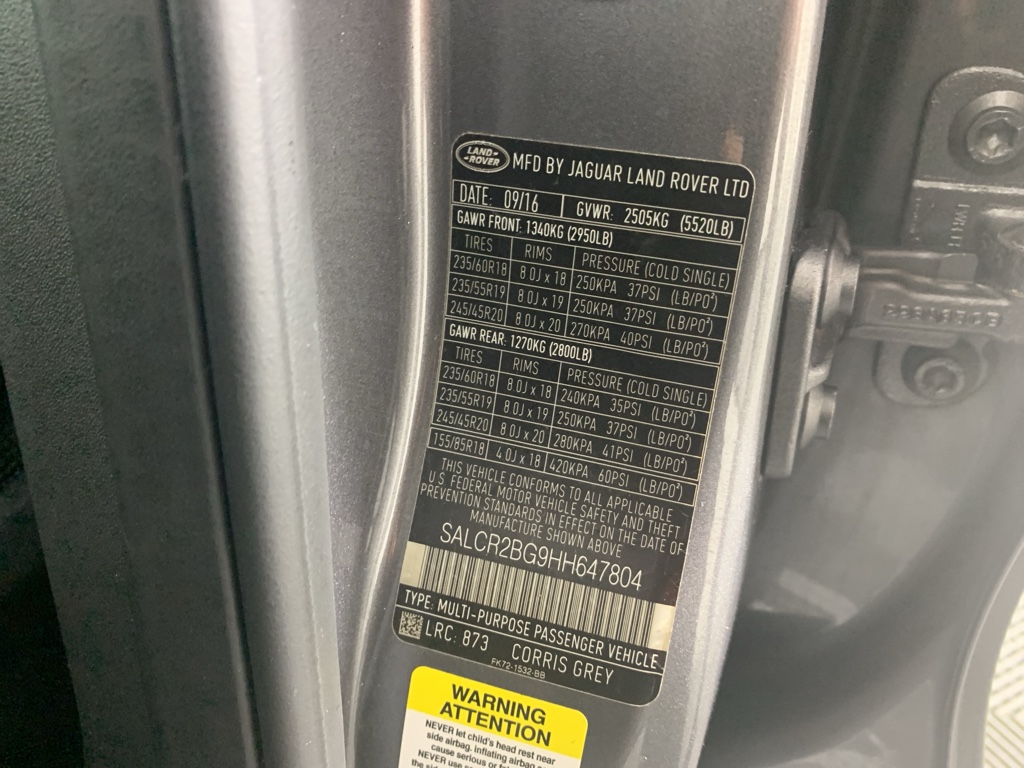 LAND-
-ROVER
MFD BY JAGUAR LAND ROVER LTD
DATE: 09/16 GVWR: 2505KG (5520LB)
GAWR FRONT: 1340KG (2950LB)
TIRES RIMS PRESSURE (COLD SINGLE)
235/60R18 8 0J x 18 250KPA 37PSI (LB/PO²)
235/55R19 8 0J x 19 250KPA 37PSI (LB/PO²)
245/45R20 8 0J x 20 270KPA 40PSI (LB/PO²)
GAWR REAR: 1270KG (2800LB)
TIRES RIMS PRESSURE (COLD SINGLE)
235/60R18 8 0J x 18 240KPA 35PSI (LB/PO²)
235/55R19 8 0J x 19 250KPA 37PSI (LB/PO²)
245/45R20 8 0J x 20 280KPA 41PSI (LB/PO²)
155/85R18 4 0J x 18 420KPA 60PSI (LB/PO²)
THIS VEHICLE CONFORMS TO ALL APPLICABLE
U S FEDERAL MOTOR VEHICLE SAFETY AND THEFT
PREVENTION STANDARDS IN EFFECT ON THE DATE OF
MANUFACTURE SHOWN ABOVE
SALCR2BG9HH647804
TYPE: MULTI-PURPOSE PASSENGER VEHICLE
LRC: 873 CORRIS GREY
FK72-1532-BB
WARNING
ATTENTION
NEVER let child's head rest near
side airbag. Inflating airbag
cause serious or
NEVER use
the side